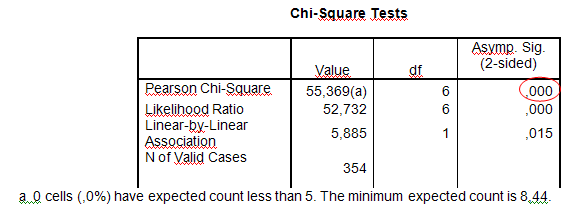 Chi-Square Tests
Value df Asymp. Sig. (2-sided)
Pearson Chi-Square 55,369(a) 6 ,000
Likelihood Ratio 52,732 6 ,000
Linear-by-Linear Association 5,885 1 ,015
N of Valid Cases 354
a 0 cells (,0%) have expected count less than 5. The minimum expected count is 8,44.